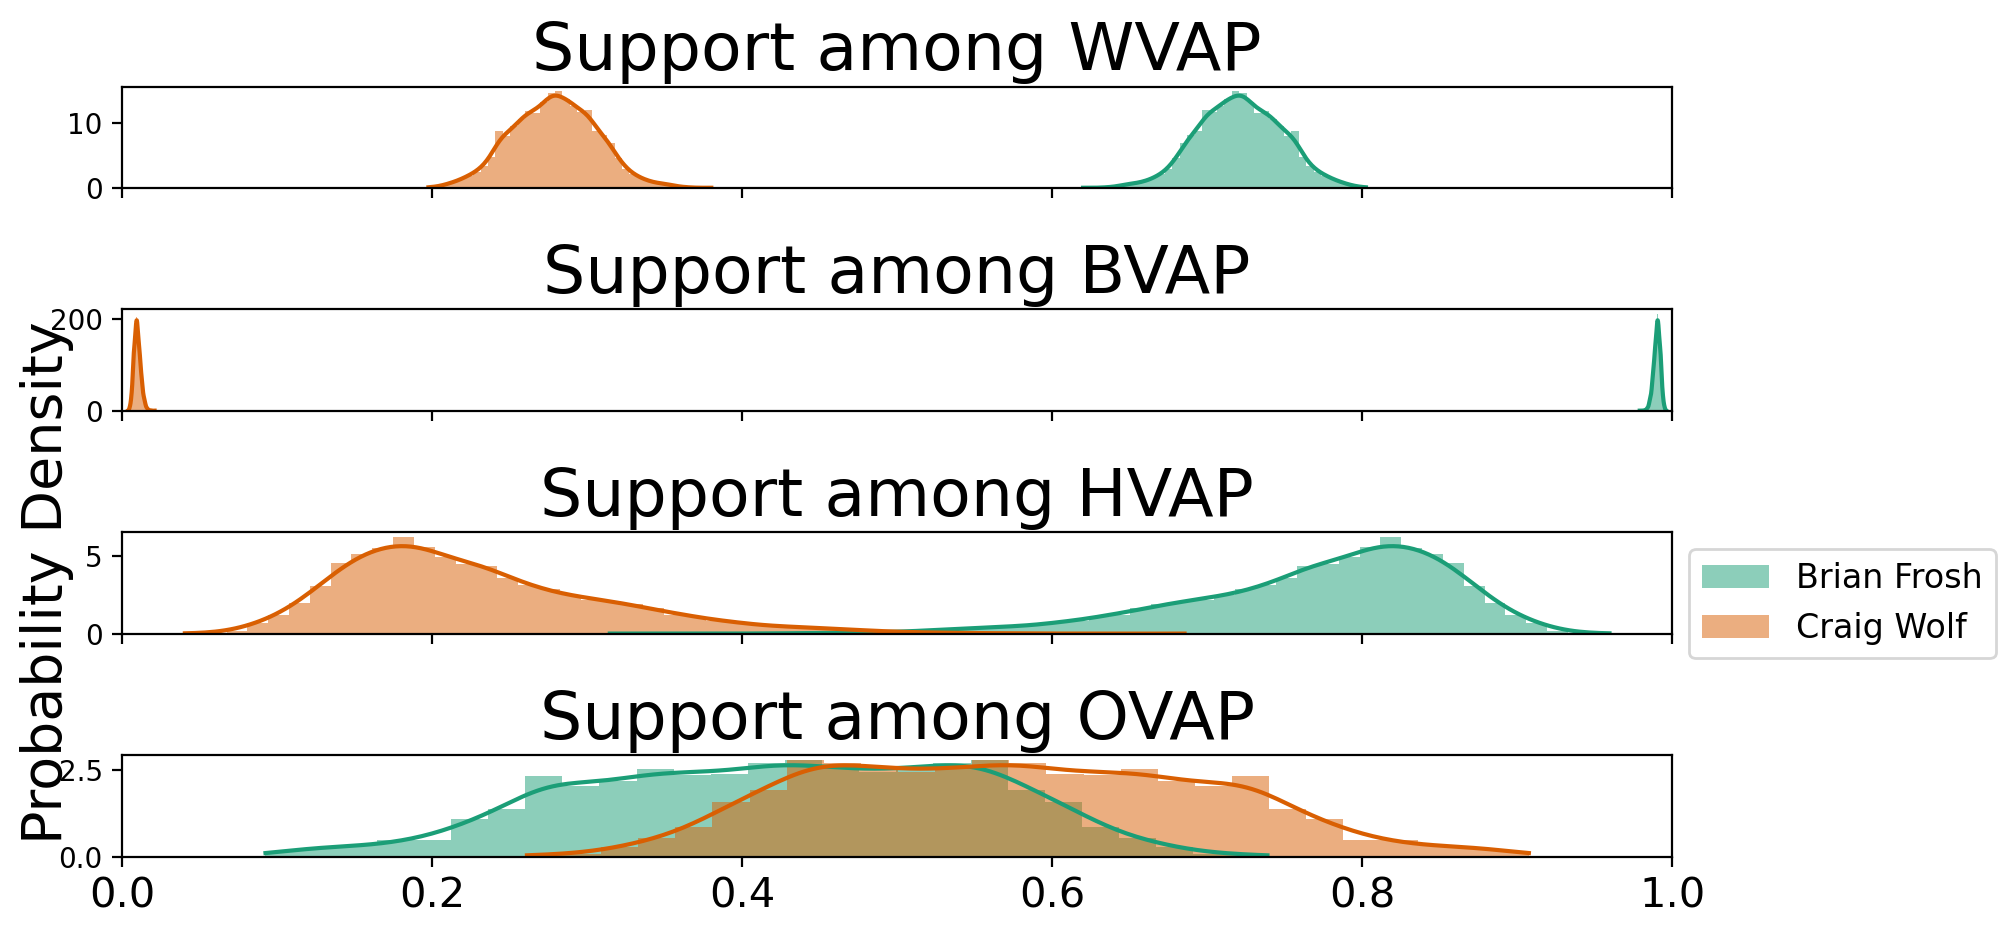 Support among WVAP
10
0
Support among BVAP
200
0
Support among HVAP
5
0
Support among OVAP
2.5
0.0
0.0 0.2 0.4 0.6 0.8 1.0
Probability Density
Brian Frosh
Craig Wolf